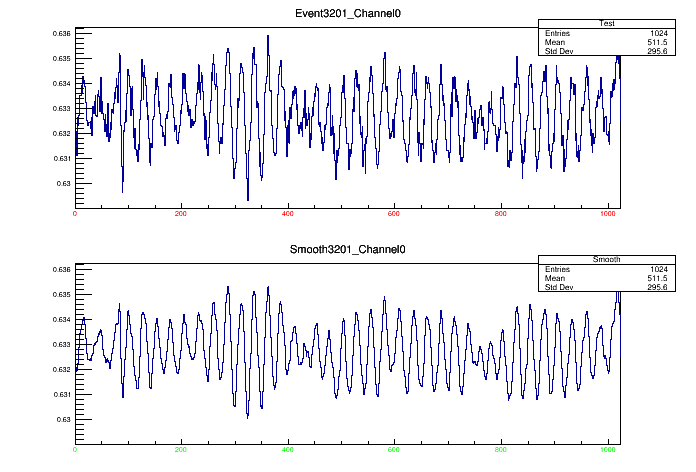 Event3201_Channel0
Test
Entries 1024
Mean 511.5
Std Dev 295.6
0.636
0.635
0.634
0.633
0.632
0.631
0.63
0 200 400 600 800 1000
Smooth3201_Channel0
Smooth
Entries 1024
Mean 511.5
Std Dev 295.6
0.636
0.635
0.634
0.633
0.632
0.631
0.63
0 200 400 600 800 1000